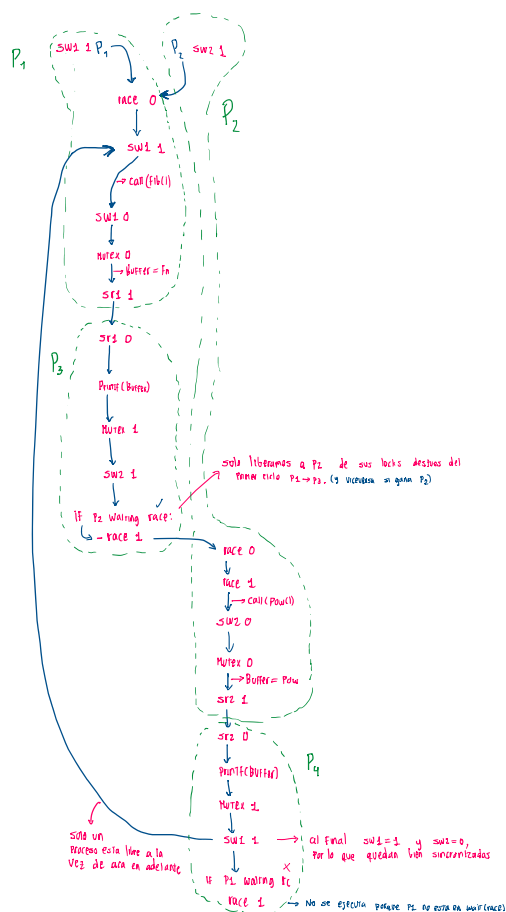 P1
SW1 1 P1
P2 SW2 1
race 0
P2
SW1 1
call(Fib())
SW1 0
Mutex 0
Buffer = Fn
sr1 1
sr1 0
P3
Printf(Buffer)
Mutex 1
SW2 1
Solo liberamos a P2 de sus locks despues del
primer ciclo P1 → P3. (y viceversa si gana P2)
if P2 waiting race:
- race 1
race 0
race 1
call(Pow())
SW2 0
Mutex 0
Buffer = Pow
sr2 1
sr2 0
P4
printf(Buffer)
Mutex 1
SW1 1
al final SW1=1 y SW2=0,
por lo que quedan bien sincronizadas
Solo un
proceso esta libre a la
vez de acá en adelante
if P1 waiting rc
race 1
No se ejecuta porque P1 no esta en wait(race)